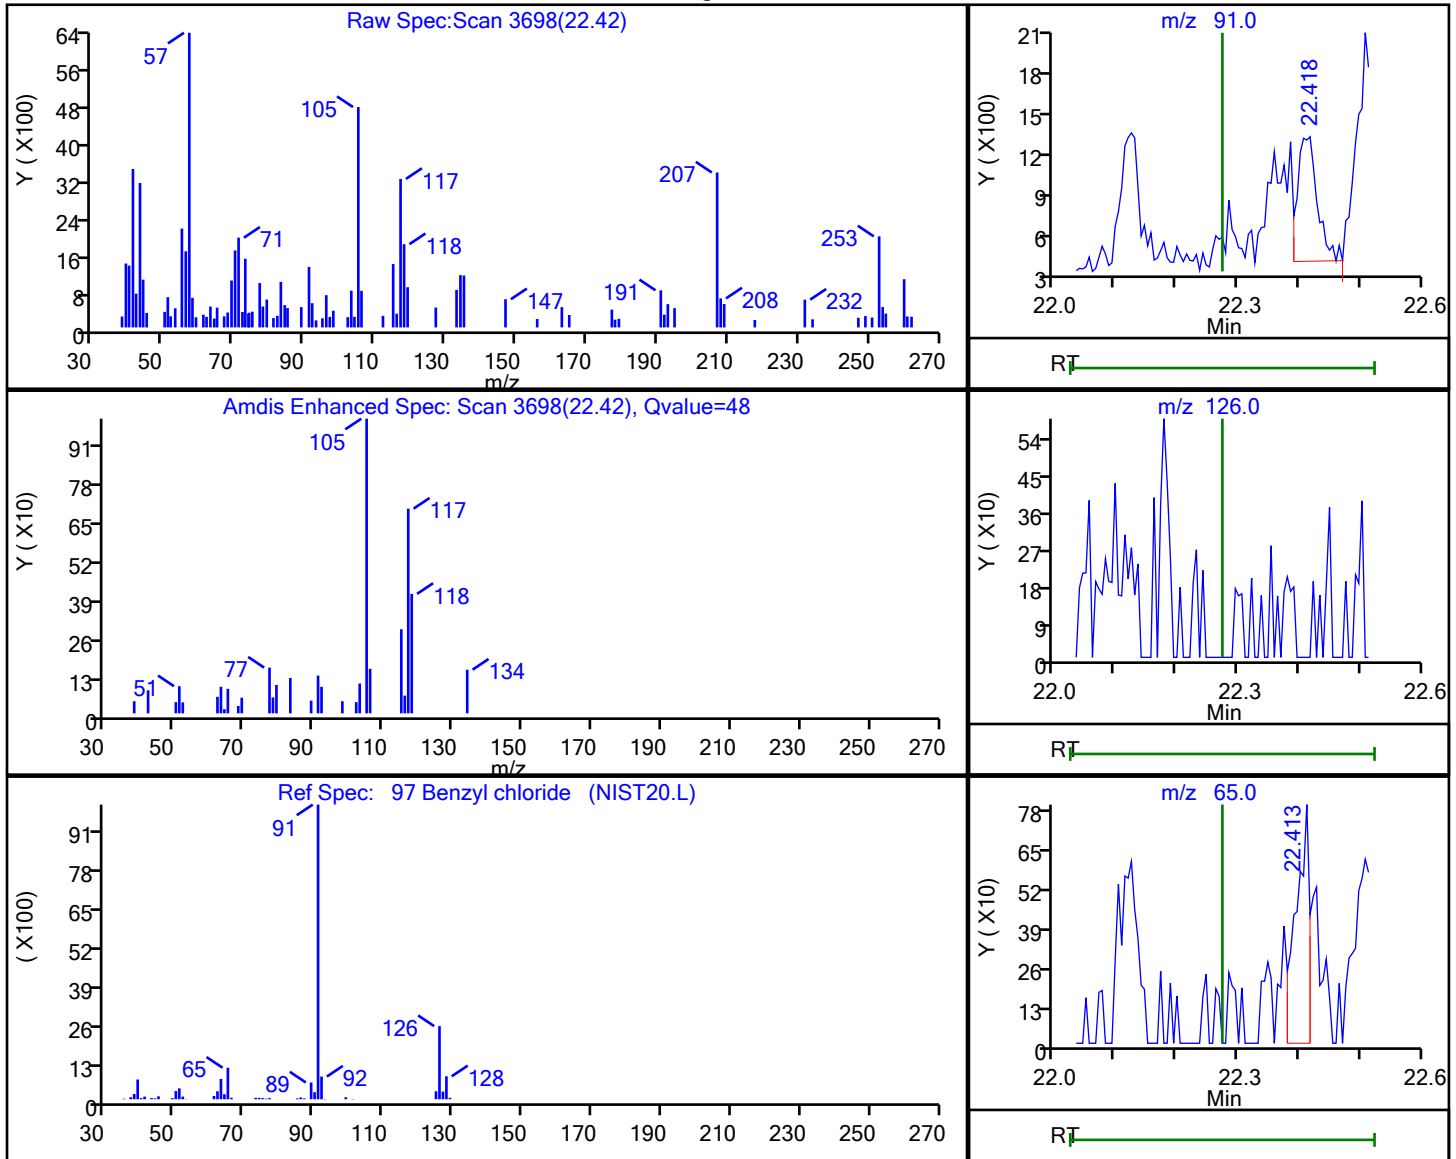 Raw Spec:Scan 3698(22.42)
Y ( X100)
64
56
48
40
32
24
16
8
0
57
105
117
118
71
147
191
207
208
232
253
30 50 70 90 110 130 150 170 190 210 230 250 270
m/z
m/z 91.0
Y ( X100)
21
18
15
12
9
6
3
22.418
22.0 22.3 22.6
Min
RT
Amdis Enhanced Spec: Scan 3698(22.42), Qvalue=48
Y ( X10)
91
78
65
52
39
26
13
0
105
117
118
77
51
134
30 50 70 90 110 130 150 170 190 210 230 250 270
m/z
m/z 126.0
Y ( X10)
54
45
36
27
18
9
0
22.0 22.3 22.6
Min
RT
Ref Spec: 97 Benzyl chloride (NIST20.L)
( X100)
91
78
65
52
39
26
13
0
91
126
65
89
92
128
30 50 70 90 110 130 150 170 190 210 230 250 270
m/z 65.0
Y ( X10)
78
65
52
39
26
13
0
22.413
22.0 22.3 22.6
Min
RT